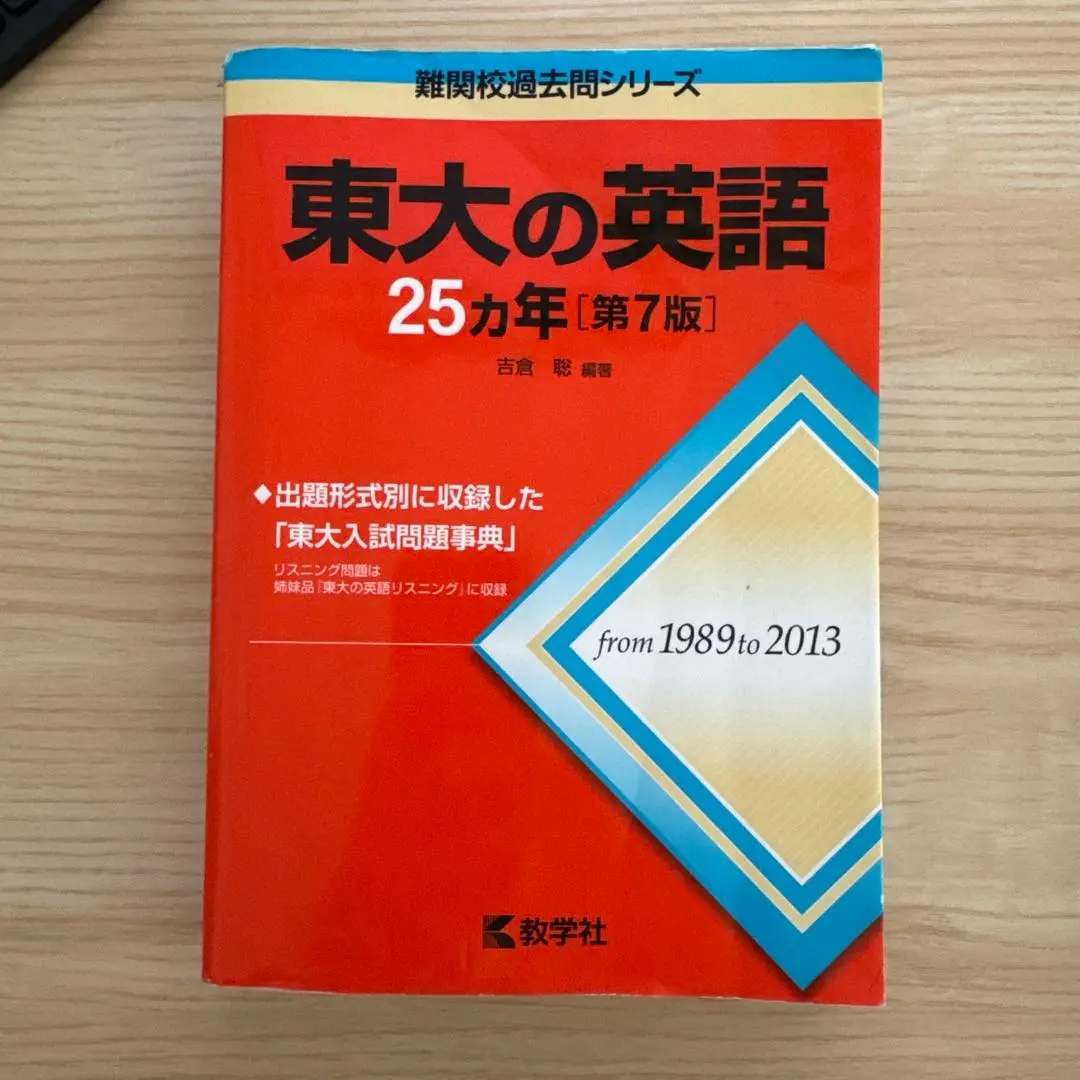 難関校過去問シリーズ
東大の英語
25カ年[第7版]
吉倉 聡 編著
◆出題形式別に収録した
「東大入試問題事典」
リスニング問題は
姉妹品『東大の英語リスニング』に収録
from 1989 to 2013
教学社